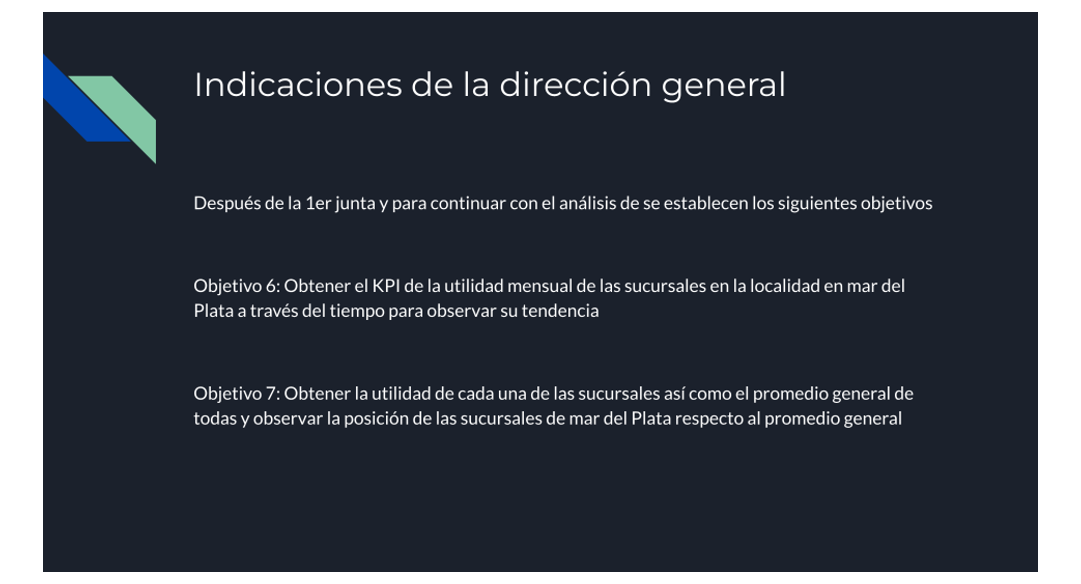 Indicaciones de la dirección general
Después de la 1er junta y para continuar con el análisis de se establecen los siguientes objetivos
Objetivo 6: Obtener el KPI de la utilidad mensual de las sucursales en la localidad en mar del
Plata a través del tiempo para observar su tendencia
Objetivo 7: Obtener la utilidad de cada una de las sucursales así como el promedio general de
todas y observar la posición de las sucursales de mar del Plata respecto al promedio general